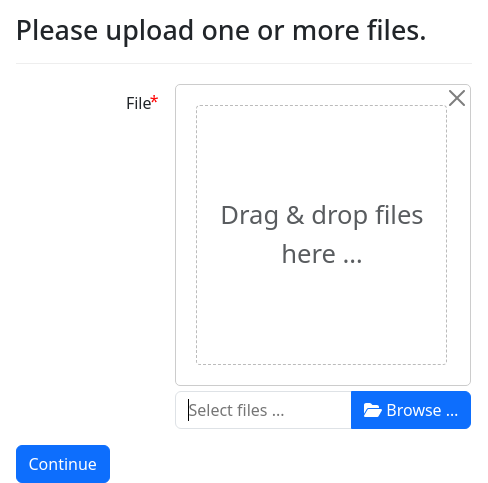 Please upload one or more files.
File*
Drag & drop files
here ...
Select files ...
Browse ...
Continue